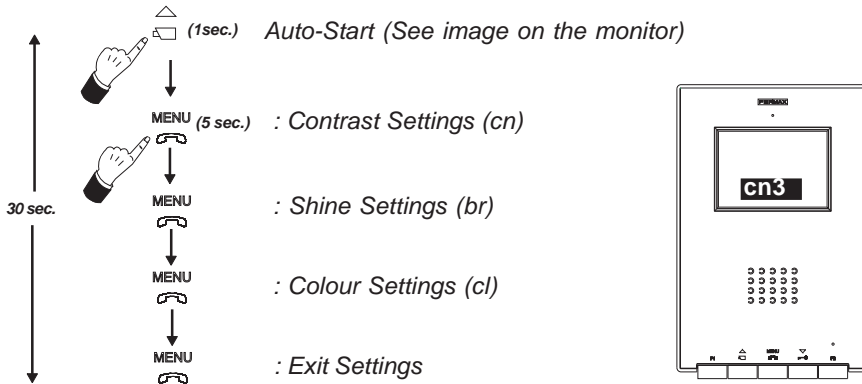 (1sec.) Auto-Start (See image on the monitor)
MENU (5 sec.) : Contrast Settings (cn)
30 sec.
MENU : Shine Settings (br)
MENU : Colour Settings (cl)
MENU : Exit Settings
FERMAX
cn3
MENU